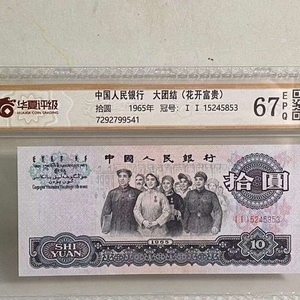 华夏评级
HUAXIA COIN GRADING
中国人民银行 大团结（花开富贵）
拾圆 1965年 冠号：I I 15245853
7292799541
67
E
P
Q
中国人民银行
拾圆
I I 15245853
1965
SHI
YUAN
10